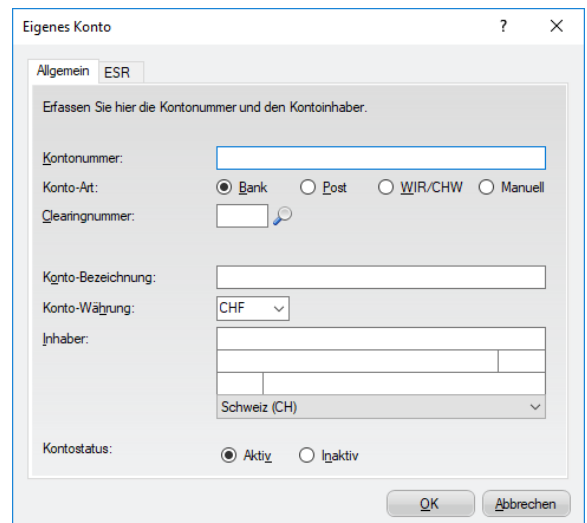 Eigenes Konto ?
Allgemein ESR
Erfassen Sie hier die Kontonummer und den Kontoinhaber.
Kontonummer:
Konto-Art: Bank Post WIR/CHW Manuell
Clearingnummer:
Konto-Bezeichnung:
Konto-Währung: CHF
Inhaber:
Schweiz (CH)
Kontostatus: Aktiv Inaktiv
OK Abbrechen